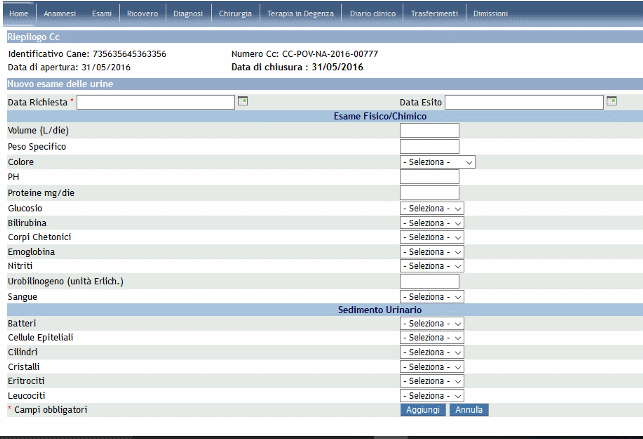 Home Anamnesi Esami Ricovero Diagnosi Chirurgia Terapia in Degenza Diario clinico Trasferimenti Dimissioni
Riepilogo Cc
Identificativo Cane: 735635645363356 Numero Cc: CC-POV-NA-2016-00777
Data di apertura: 31/05/2016 Data di chiusura : 31/05/2016
Nuovo esame delle urine
Data Richiesta * Data Esito
Esame Fisico/Chimico
Volume (L/die)
Peso Specifico
Colore - Seleziona -
PH
Proteine mg/die
Glucosio - Seleziona -
Bilirubina - Seleziona -
Corpi Chetonici - Seleziona -
Emoglobina - Seleziona -
Nitriti - Seleziona -
Urobilinogeno (unità Erlich.)
Sangue - Seleziona -
Sedimento Urinario
Batteri - Seleziona -
Cellule Epiteliali - Seleziona -
Cilindri - Seleziona -
Cristalli - Seleziona -
Eritrociti - Seleziona -
Leucociti - Seleziona -
* Campi obbligatori Aggiungi Annulla